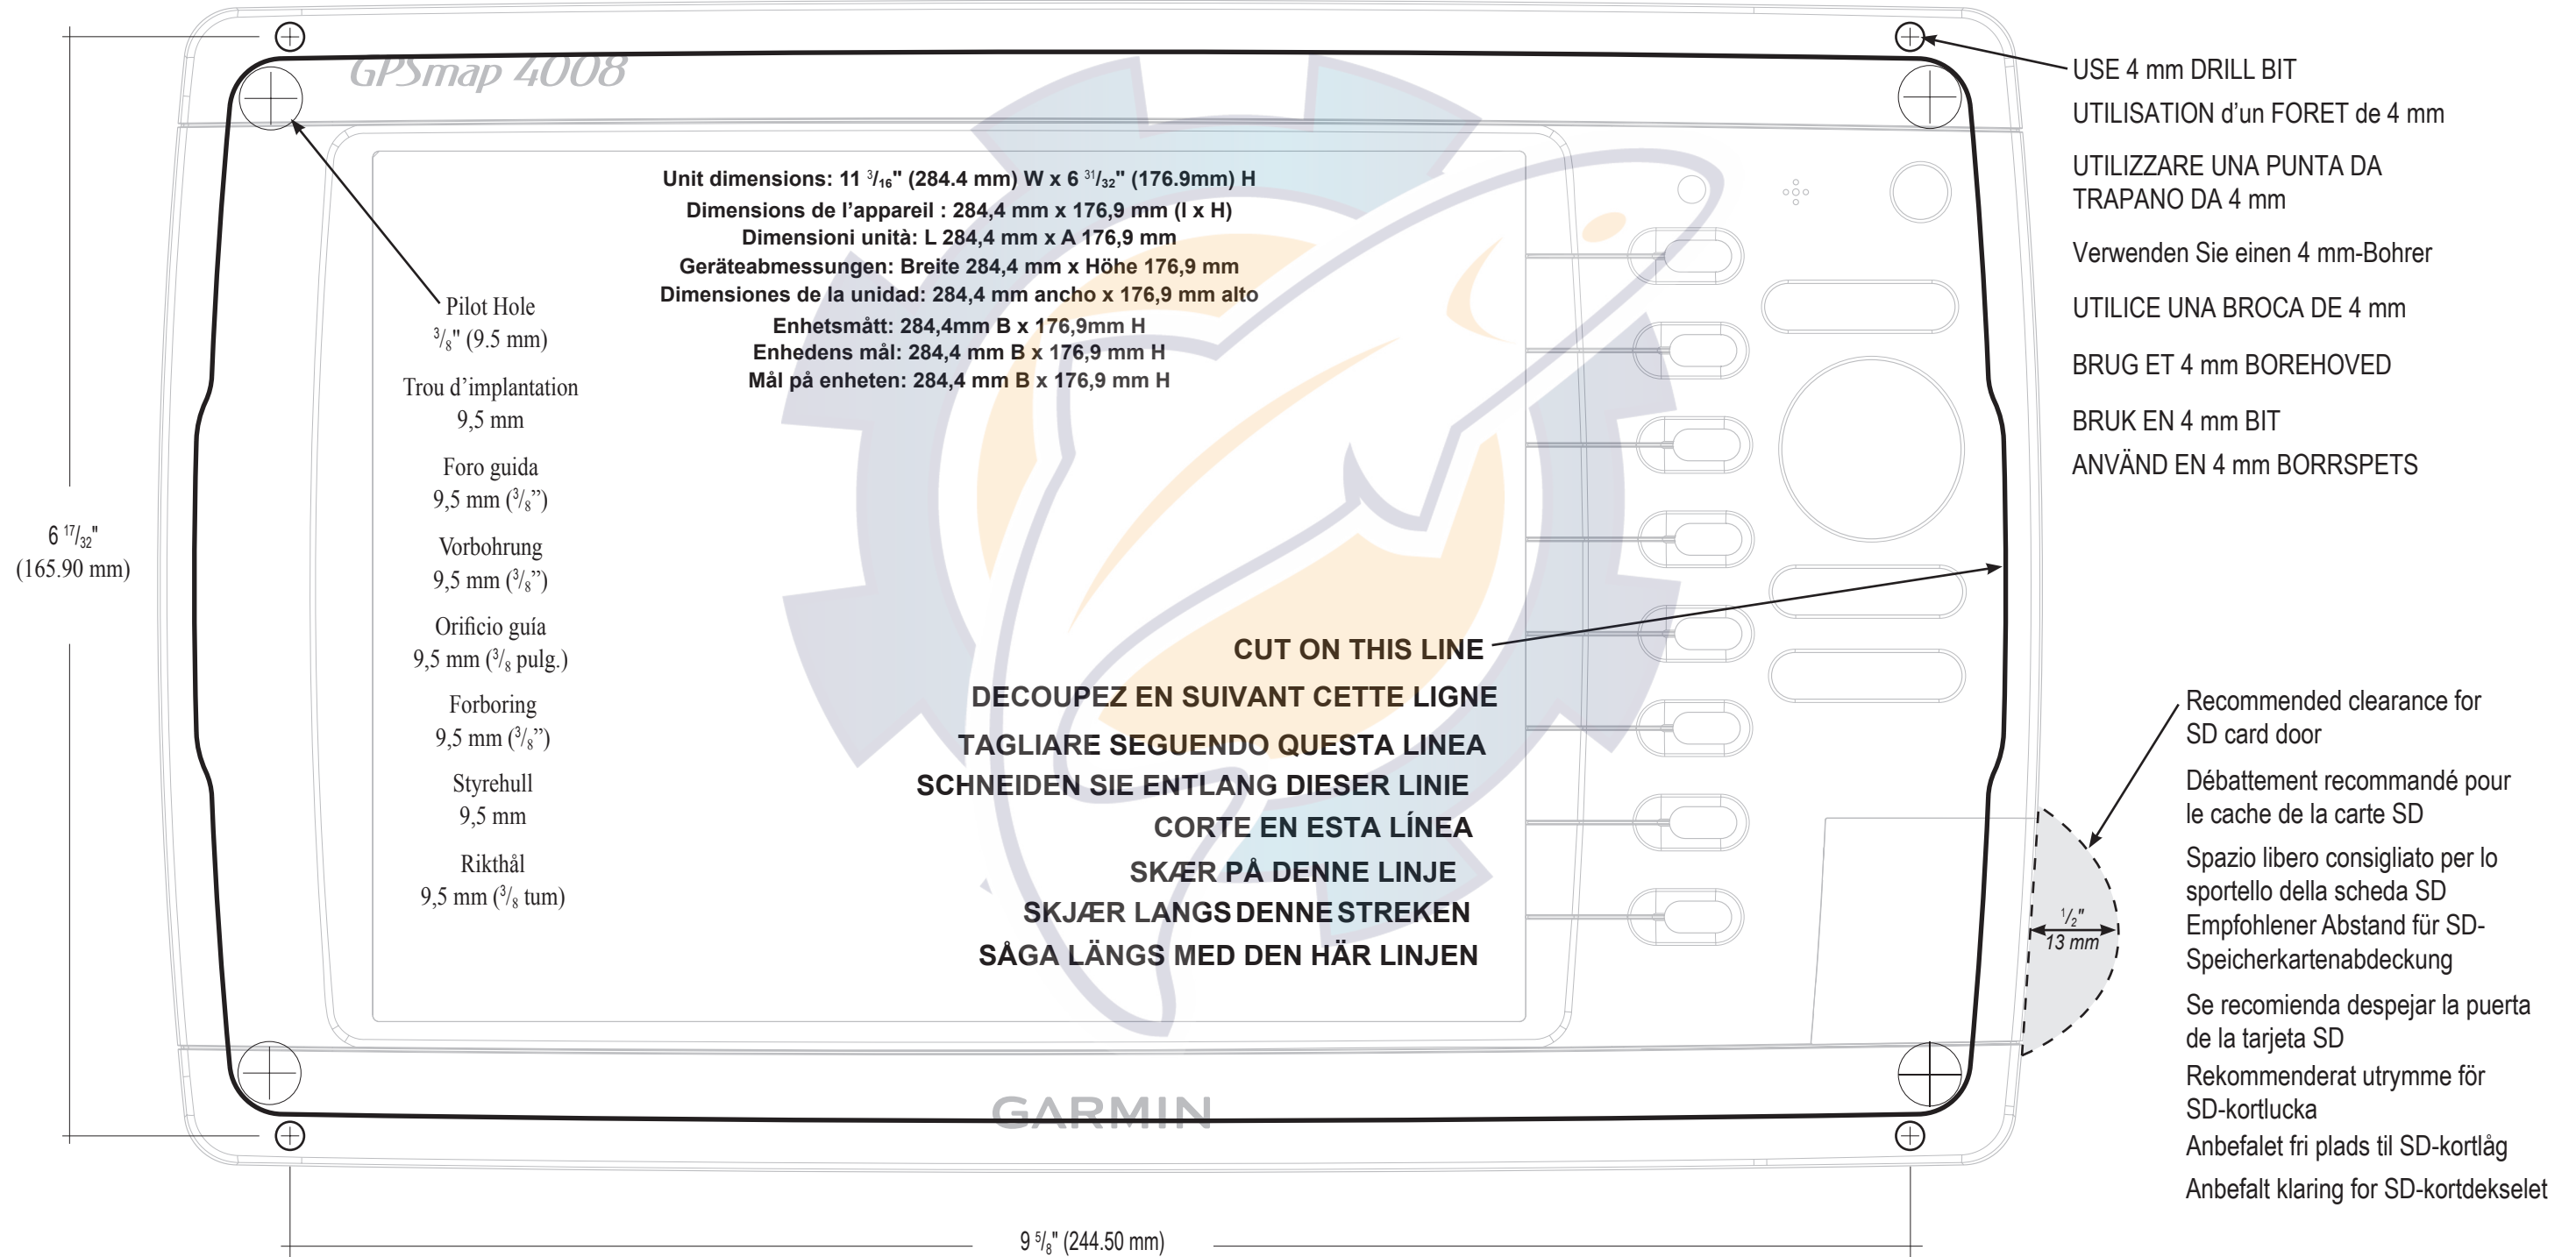 GPSmap 4008
Unit dimensions: 11 3/16" (284.4 mm) W x 6 31/32" (176.9mm) H
Dimensions de l’appareil : 284,4 mm x 176,9 mm (l x H)
Dimensioni unità: L 284,4 mm x A 176,9 mm
Geräteabmessungen: Breite 284,4 mm x Höhe 176,9 mm
Dimensiones de la unidad: 284,4 mm ancho x 176,9 mm alto
Enhetsmått: 284,4mm B x 176,9mm H
Enhedens mål: 284,4 mm B x 176,9 mm H
Mål på enheten: 284,4 mm B x 176,9 mm H
Pilot Hole
3/8" (9.5 mm)
Trou d’implantation
9,5 mm
Foro guida
9,5 mm (3/8”)
Vorbohrung
9,5 mm (3/8”)
Orificio guía
9,5 mm (3/8 pulg.)
Forboring
9,5 mm (3/8”)
Styrehull
9,5 mm
Rikthål
9,5 mm (3/8 tum)
6 17/32"
(165.90 mm)
CUT ON THIS LINE
DECOUPEZ EN SUIVANT CETTE LIGNE
TAGLIARE SEGUENDO QUESTA LINEA
SCHNEIDEN SIE ENTLANG DIESER LINIE
CORTE EN ESTA LÍNEA
SKÆR PÅ DENNE LINJE
SKJÆR LANGS DENNE STREKEN
SÅGA LÄNGS MED DEN HÄR LINJEN
USE 4 mm DRILL BIT
UTILISATION d’un FORET de 4 mm
UTILIZZARE UNA PUNTA DA
TRAPANO DA 4 mm
Verwenden Sie einen 4 mm-Bohrer
UTILICE UNA BROCA DE 4 mm
BRUG ET 4 mm BOREHOVED
BRUK EN 4 mm BIT
ANVÄND EN 4 mm BORRSPETS
Recommended clearance for
SD card door
Débattement recommandé pour
le cache de la carte SD
Spazio libero consigliato per lo
sportello della scheda SD
Empfohlener Abstand für SD-
Speicherkartenabdeckung
Se recomienda despejar la puerta
de la tarjeta SD
Rekommenderat utrymme för
SD-kortlucka
Anbefalet fri plads til SD-kortlåg
Anbefalt klaring for SD-kortdekselet
1/2"
13 mm
GARMIN
9 5/8" (244.50 mm)